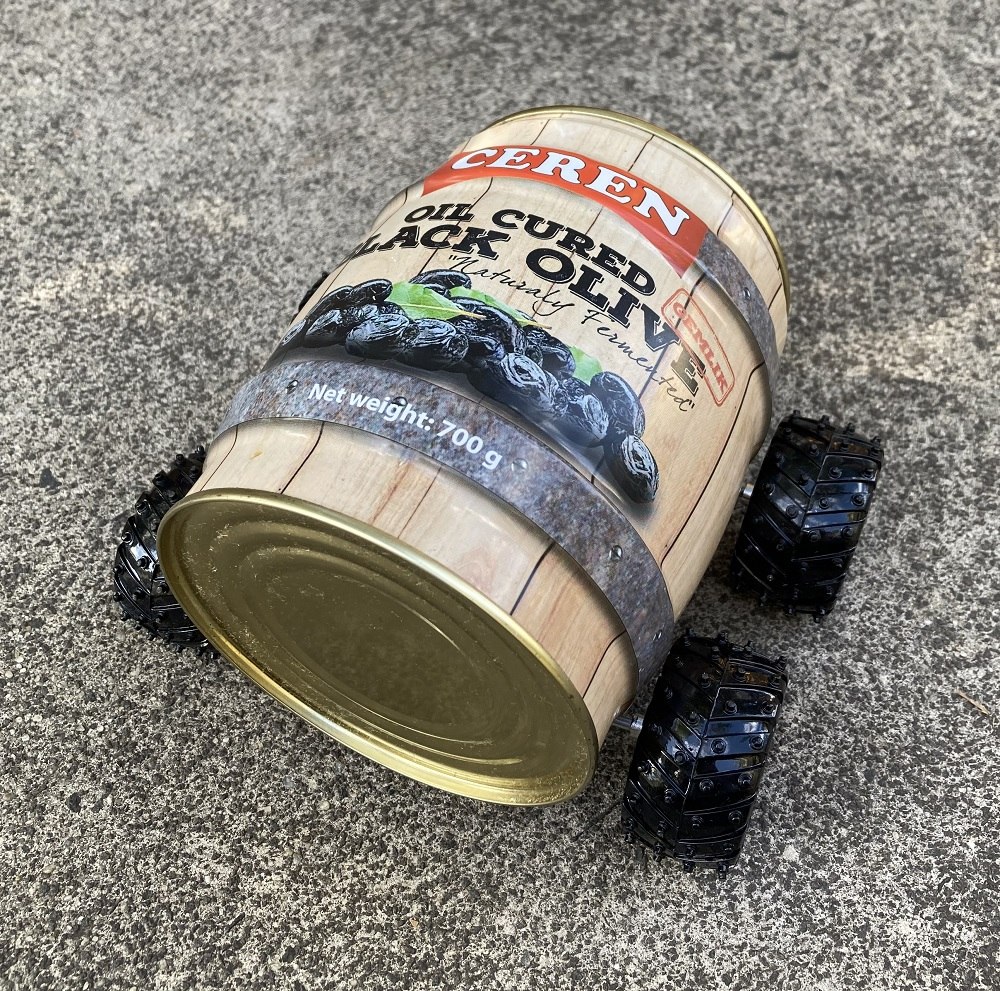 CEREN
OIL CURED
BLACK OLIVE
"Naturaly Fermented"
GEMLIK
Net weight: 700 g